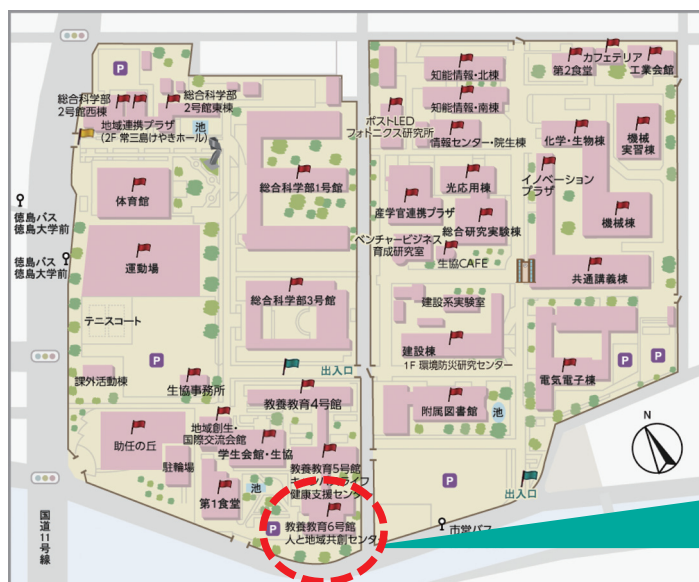 P
総合科学部
2号館西棟
総合科学部
2号館東棟
地域連携プラザ
(2F 常三島けやきホール)
池
体育館
総合科学部1号館
徳島バス
徳島大学前
徳島バス
徳島大学前
運動場
総合科学部3号館
テニスコート
P
課外活動棟
生協事務所
出入口
教養教育4号館
助任の丘
地域創生・
国際交流会館
学生会館・生協
駐輪場
第1食堂
池
教養教育5号館
キャンパスライフ
健康支援センター
P
教養教育6号館
人と地域共創センター
国道11号線
知能情報・北棟
第2食堂
カフェテリア
工業会館
知能情報・南棟
ポストLED
フォトニクス研究所
情報センター・院生棟
化学・生物棟
機械
実習棟
光応用棟
イノベーション
プラザ
産学官連携プラザ
総合研究実験棟
機械棟
ベンチャービジネス
育成研究室
生協CAFE
共通講義棟
建設系実験室
建設棟
1F 環境防災研究センター
電気電子棟
P
P
附属図書館
池
N
P
出入口
市営バス